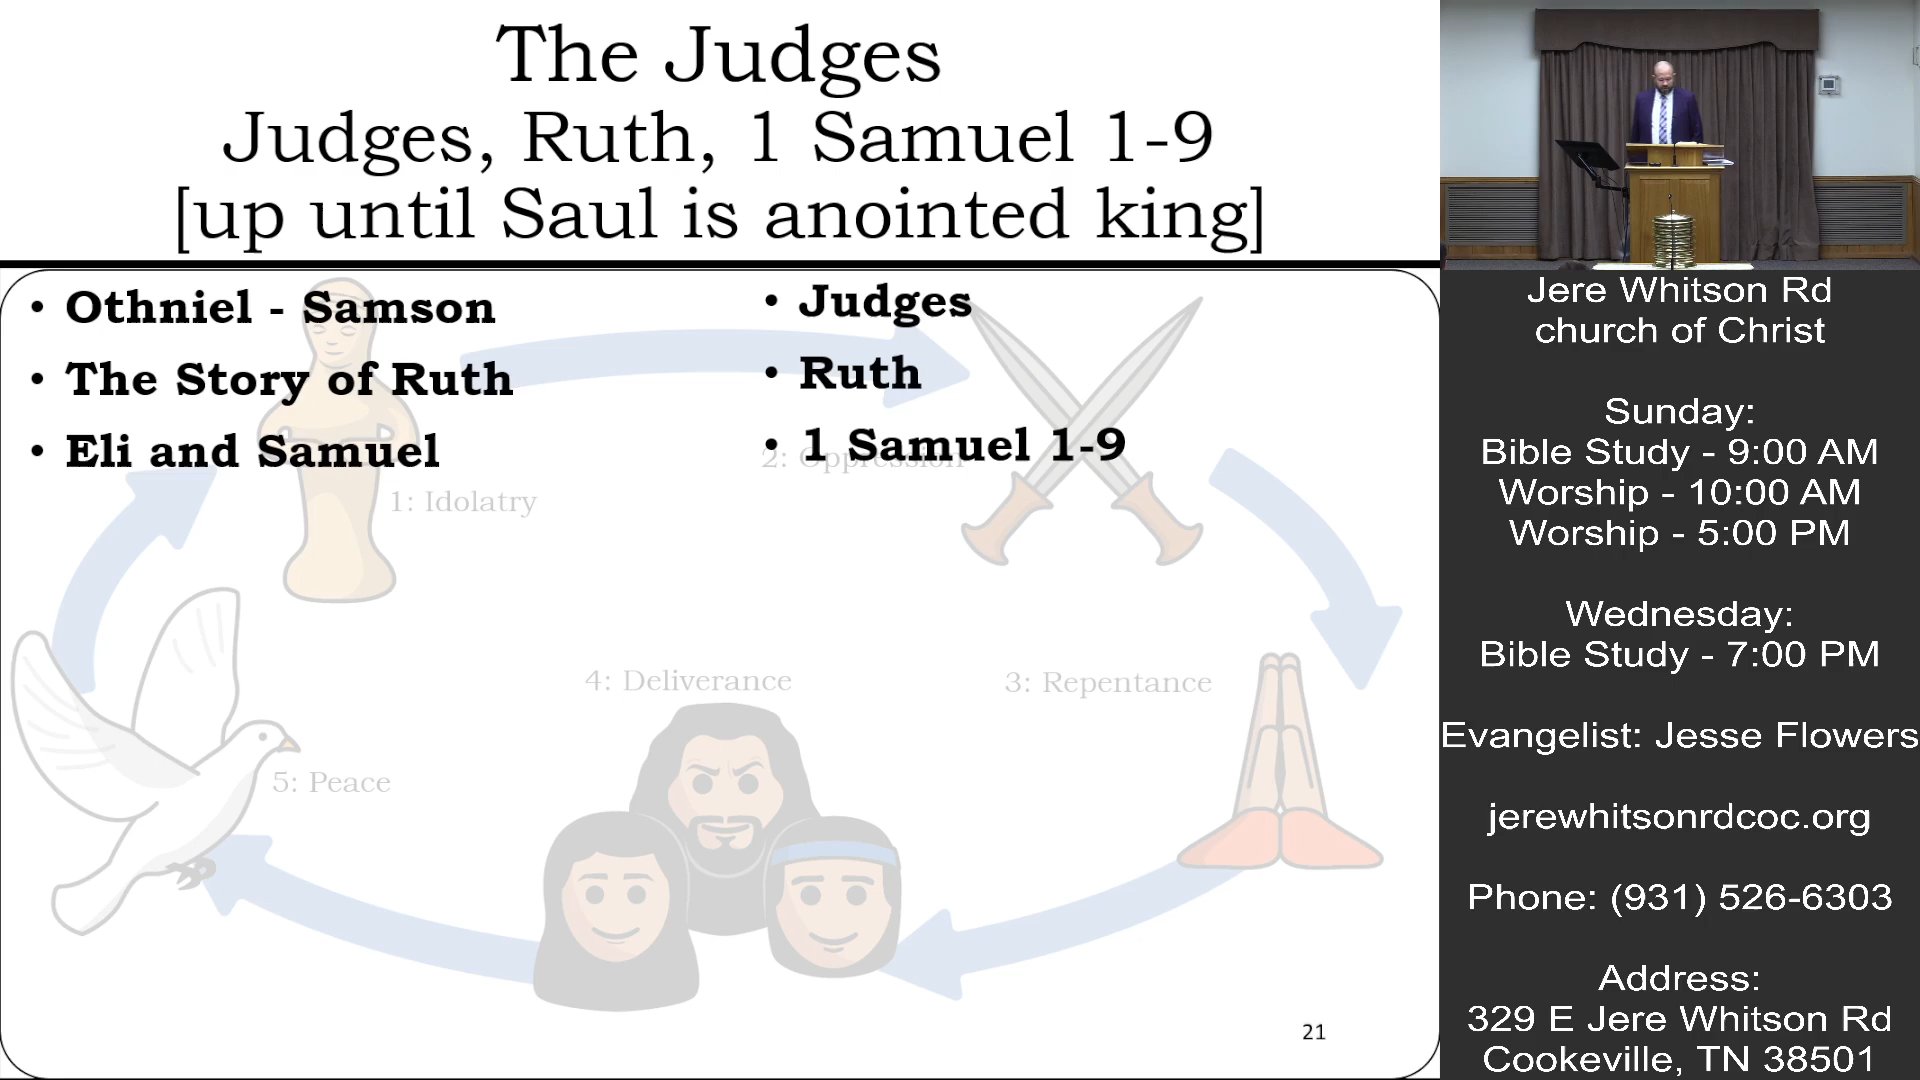 The Judges
Judges, Ruth, 1 Samuel 1-9
[up until Saul is anointed king]
• Othniel - Samson
• The Story of Ruth
• Eli and Samuel
• Judges
• Ruth
• 1 Samuel 1-9
1: Idolatry
2: Oppression
3: Repentance
4: Deliverance
5: Peace
21
Jere Whitson Rd
church of Christ
Sunday:
Bible Study - 9:00 AM
Worship - 10:00 AM
Worship - 5:00 PM
Wednesday:
Bible Study - 7:00 PM
Evangelist: Jesse Flowers
jerewhitsonrdcoc.org
Phone: (931) 526-6303
Address:
329 E Jere Whitson Rd
Cookeville, TN 38501